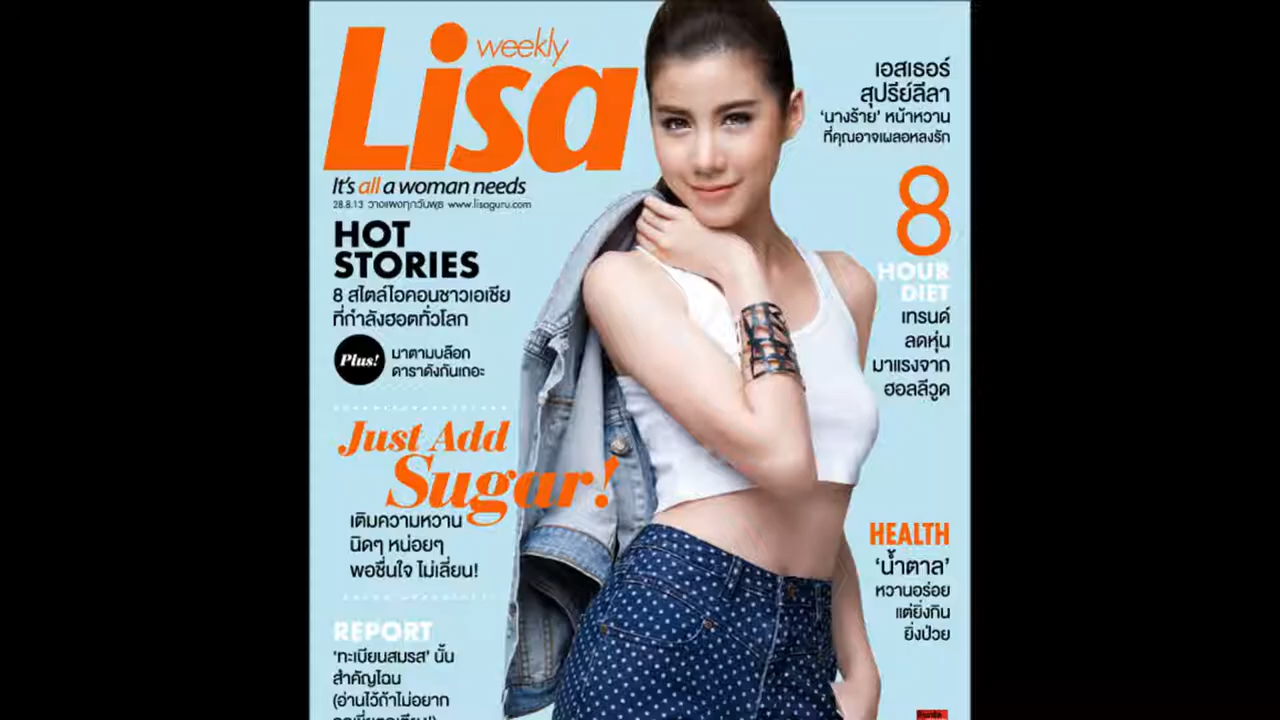 weekly
Lisa
It's all a woman needs
28.8.13 วางแผงทุกวันพุธ www.lisaguru.com
HOT
STORIES
8 สไตล์ไอคอนชาวเอเชีย
ที่กำลังฮอตทั่วโลก
Plus!
มาตามบล็อก
ดาราดังกันเถอะ
Just Add
Sugar!
เติมความหวาน
นิดๆ หน่อยๆ
พอชื่นใจ ไม่เลี่ยน!
REPORT
'ทะเบียนสมรส' นั้น
สำคัญไฉน
(อ่านไว้ถ้าไม่อยาก
เอสเธอร์
สุปรีย์ลีลา
'นางร้าย' หน้าหวาน
ที่คุณอาจเผลอหลงรัก
8
HOUR
DIET
เทรนด์
ลดหุ่น
มาแรงจาก
ฮอลลีวูด
HEALTH
'น้ำตาล'
หวานอร่อย
แต่ยิ่งกิน
ยิ่งป่วย